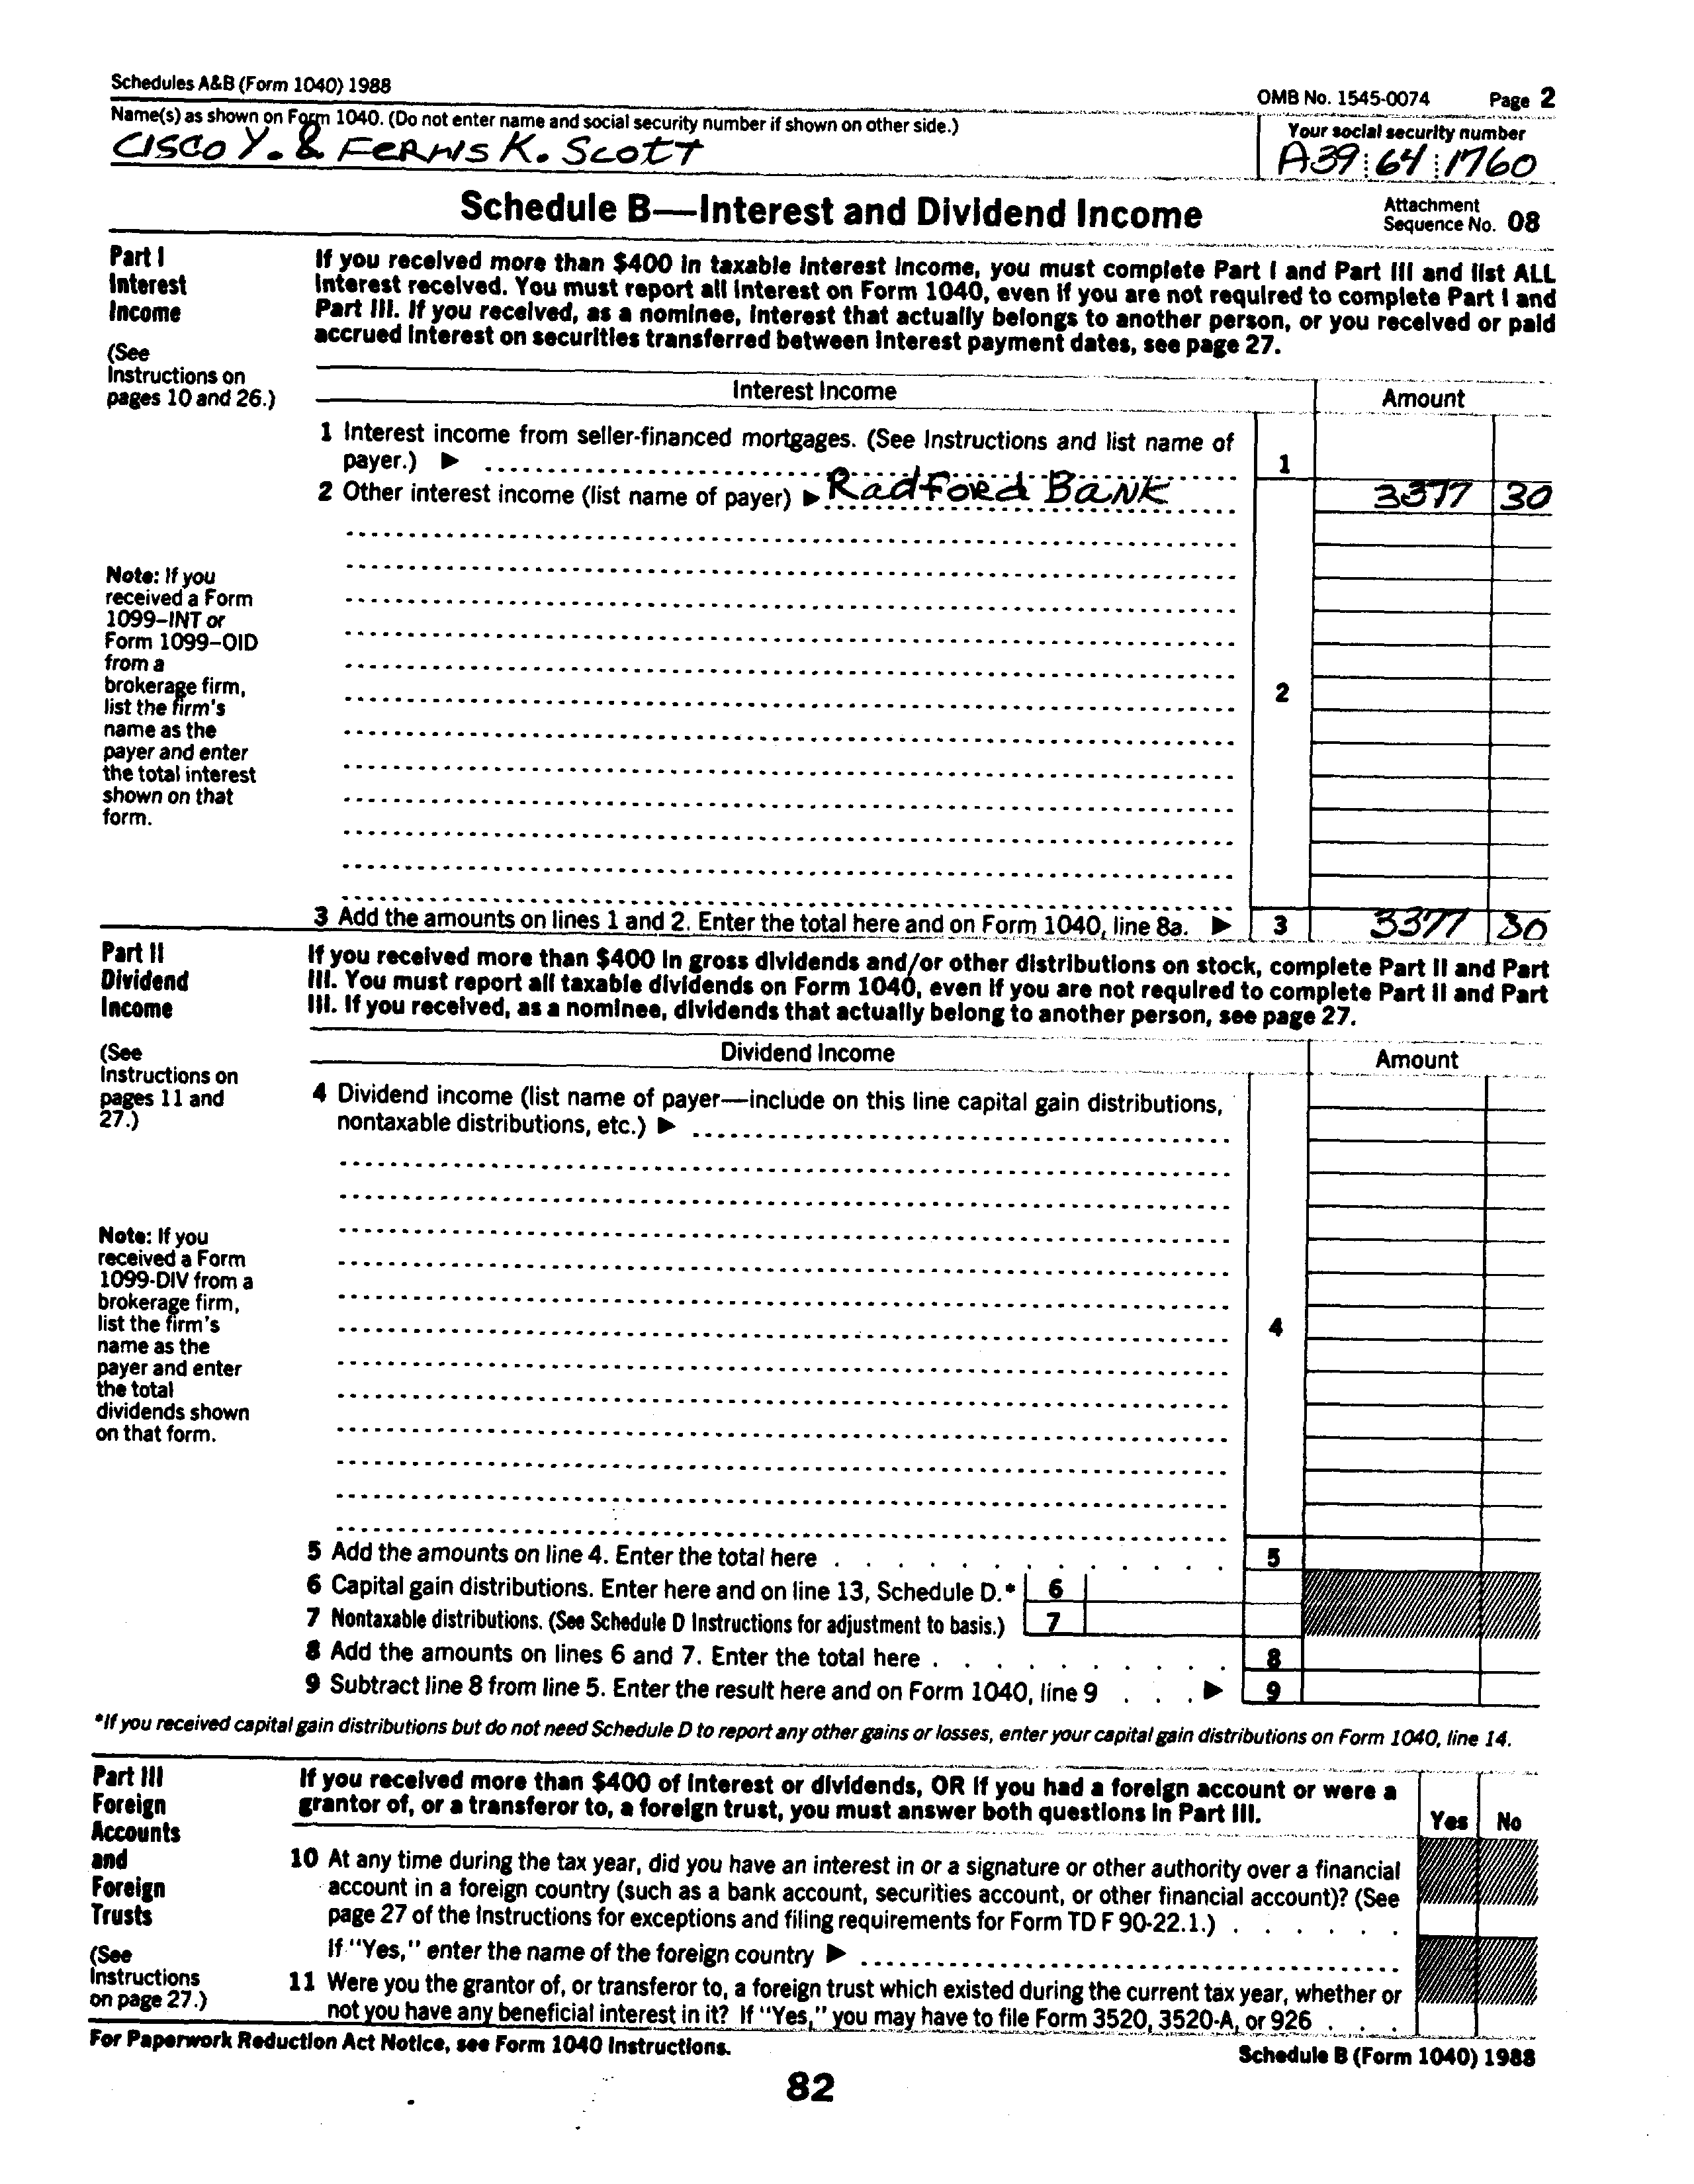 Schedules A&B (Form 1040) 1988
OMB No. 1545-0074 Page 2
Name(s) as shown on Form 1040. (Do not enter name and social security number if shown on other side.)
Your social security number
CISCO Y. & FERNIS K. SCOTT
A39 64 1760
Schedule B—Interest and Dividend Income
Attachment
Sequence No. 08
Part I
Interest
Income
(See
Instructions on
pages 10 and 26.)
If you received more than $400 in taxable interest income, you must complete Part I and Part III and list ALL
interest received. You must report all interest on Form 1040, even if you are not required to complete Part I and
Part III. If you received, as a nominee, interest that actually belongs to another person, or you received or paid
accrued interest on securities transferred between interest payment dates, see page 27.
Interest Income
Amount
1 Interest income from seller-financed mortgages. (See Instructions and list name of
payer.) ▶
1
2 Other interest income (list name of payer) ▶ Radford Bank
3377 30
Note: If you
received a Form
1099–INT or
Form 1099–OID
from a
brokerage firm,
list the firm's
name as the
payer and enter
the total interest
shown on that
form.
2
3 Add the amounts on lines 1 and 2. Enter the total here and on Form 1040, line 8a. ▶ 3 3377 30
Part II
Dividend
Income
(See
Instructions on
pages 11 and
27.)
If you received more than $400 in gross dividends and/or other distributions on stock, complete Part II and Part
III. You must report all taxable dividends on Form 1040, even if you are not required to complete Part II and Part
III. If you received, as a nominee, dividends that actually belong to another person, see page 27.
Dividend Income
Amount
4 Dividend income (list name of payer—include on this line capital gain distributions,
nontaxable distributions, etc.) ▶
Note: If you
received a Form
1099-DIV from a
brokerage firm,
list the firm's
name as the
payer and enter
the total
dividends shown
on that form.
4
5 Add the amounts on line 4. Enter the total here . . . . . . . . . . . . . 5
6 Capital gain distributions. Enter here and on line 13, Schedule D.* 6
7 Nontaxable distributions. (See Schedule D Instructions for adjustment to basis.) 7
8 Add the amounts on lines 6 and 7. Enter the total here . . . . . . . . . . 8
9 Subtract line 8 from line 5. Enter the result here and on Form 1040, line 9 . . . ▶ 9
*If you received capital gain distributions but do not need Schedule D to report any other gains or losses, enter your capital gain distributions on Form 1040, line 14.
Part III
Foreign
Accounts
and
Foreign
Trusts
(See
Instructions
on page 27.)
If you received more than $400 of interest or dividends, OR if you had a foreign account or were a
grantor of, or a transferor to, a foreign trust, you must answer both questions in Part III.
Yes No
10 At any time during the tax year, did you have an interest in or a signature or other authority over a financial
account in a foreign country (such as a bank account, securities account, or other financial account)? (See
page 27 of the Instructions for exceptions and filing requirements for Form TD F 90-22.1.) . . . . . .
If "Yes," enter the name of the foreign country ▶
11 Were you the grantor of, or transferor to, a foreign trust which existed during the current tax year, whether or
not you have any beneficial interest in it? If "Yes," you may have to file Form 3520, 3520-A, or 926 . . .
For Paperwork Reduction Act Notice, see Form 1040 Instructions.
Schedule B (Form 1040) 1988
82